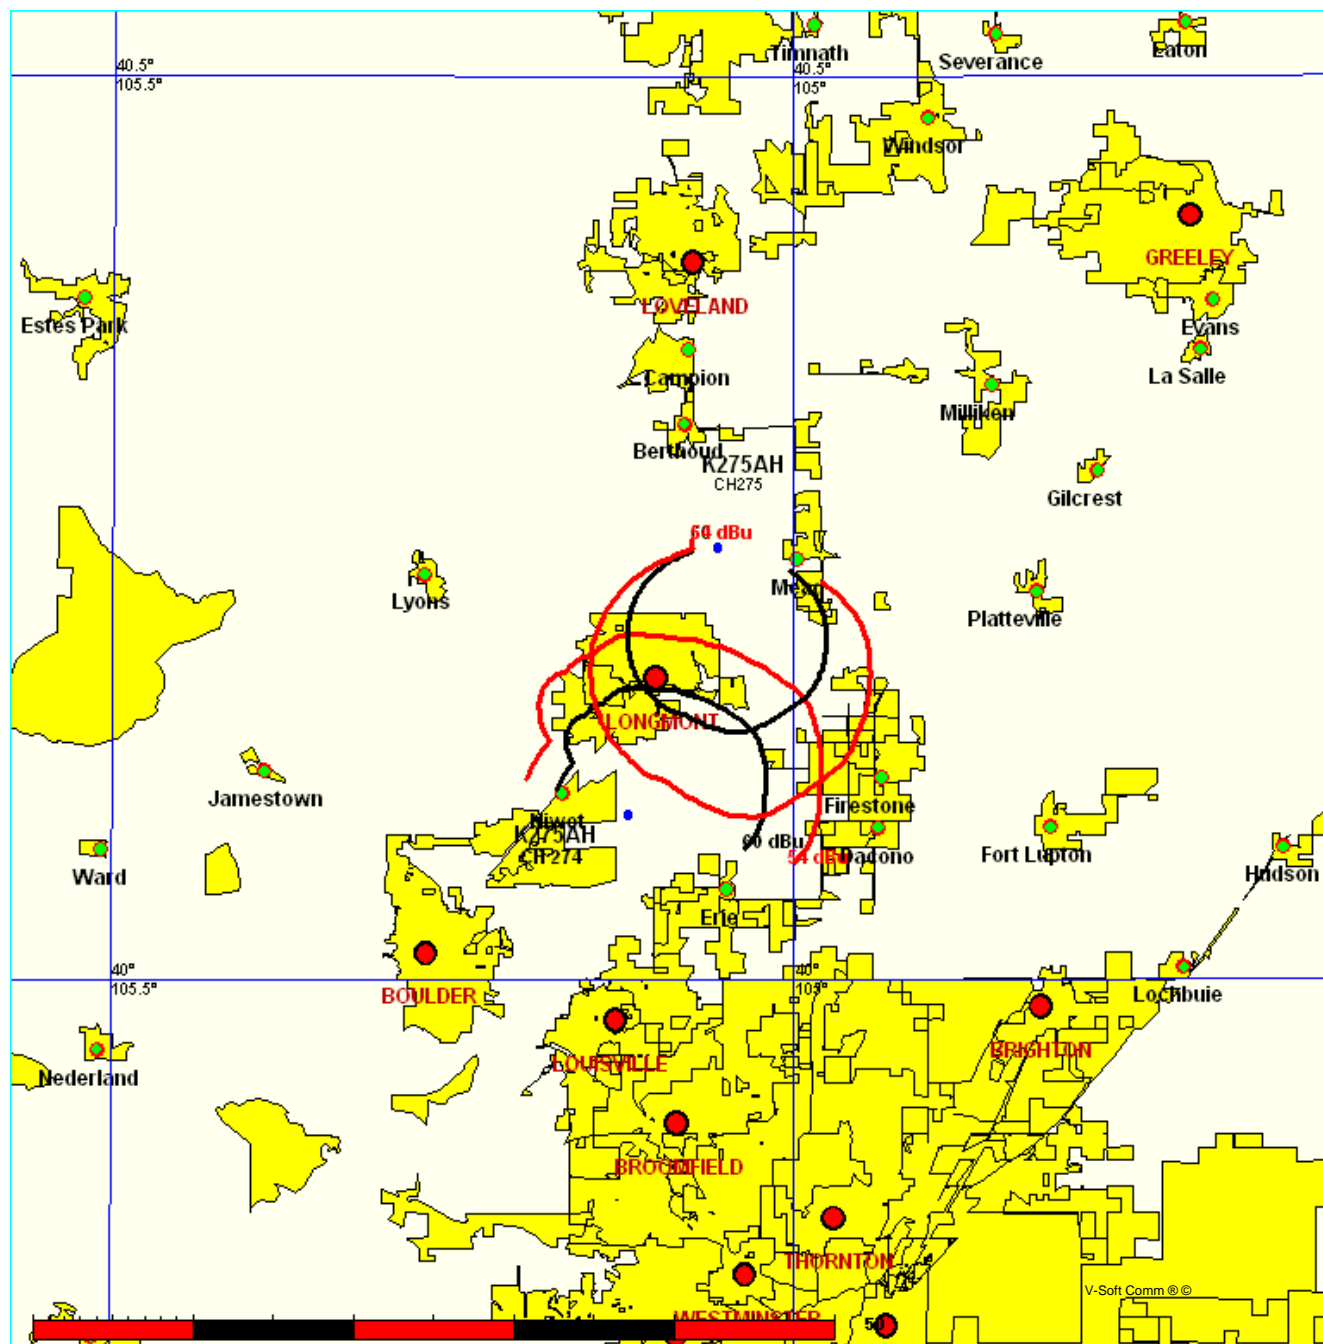 Timnath
Severance
Eaton
40.5°
105.5°
40.5°
105°
Windsor
GREELEY
LOVELAND
Estes Park
Evans
Campion
La Salle
Milliken
Berthoud
K275AH
CH275
Gilcrest
54 dBu
Mead
Lyons
Platteville
LONGMONT
Jamestown
Firestone
Niwot
K275AH
CH274
60 dBu
54 dBu
Dacono
Fort Lupton
Hudson
Ward
Erie
BOULDER
40°
105.5°
40°
105°
Lochbuie
LOUISVILLE
BRIGHTON
Nederland
BROOMFIELD
THORNTON
V-Soft Comm ® ©
WESTMINSTER
50